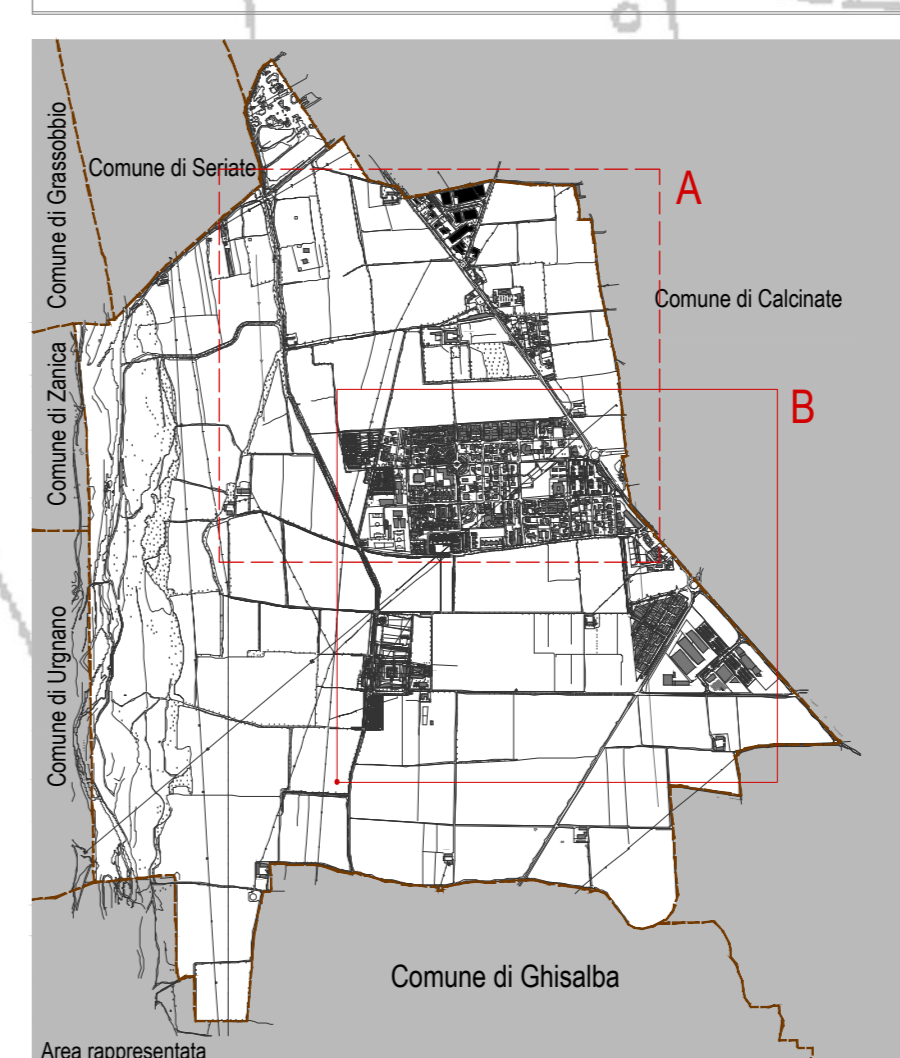 Comune di Grassobbio
Comune di Seriate
A
Comune di Calcinate
Comune di Zanica
B
Comune di Urgnano
Comune di Ghisalba
Area rappresentata